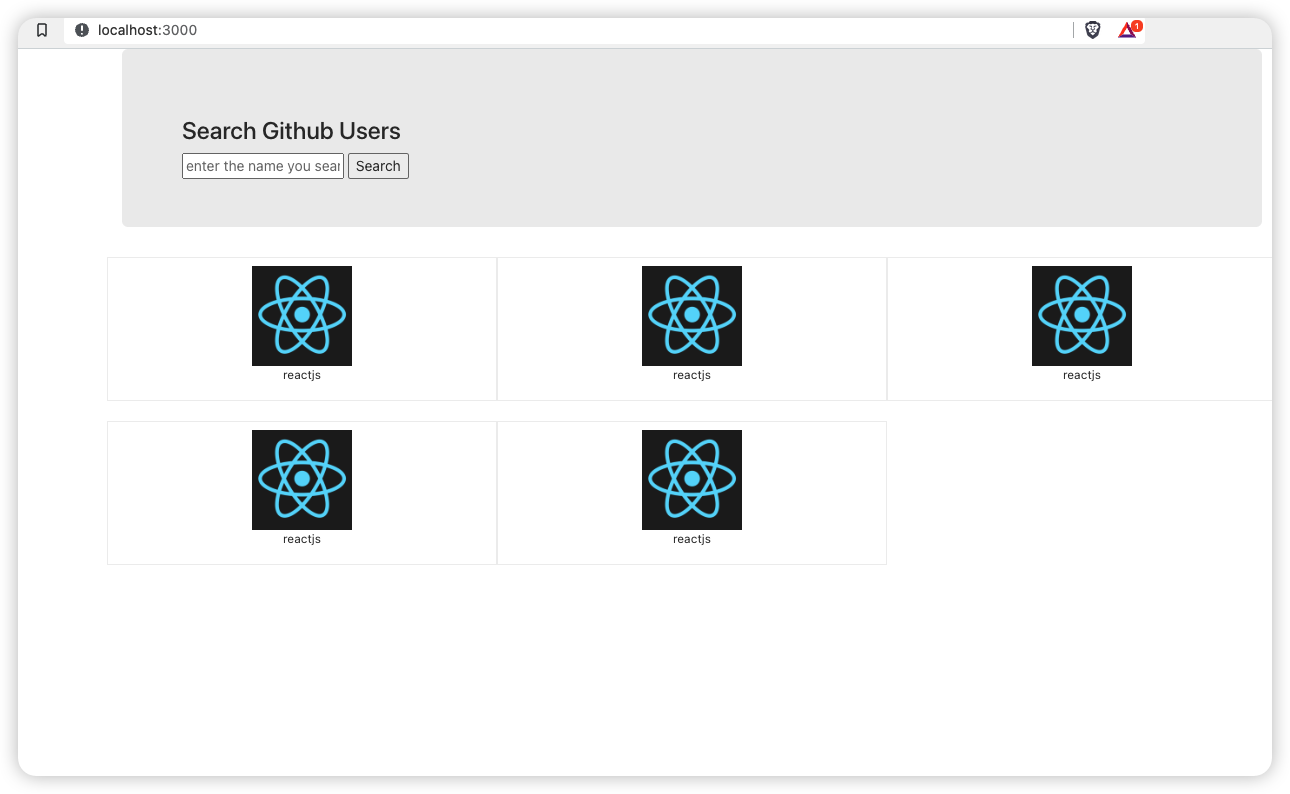 localhost:3000
1
Search Github Users
enter the name you sear
Search
reactjs
reactjs
reactjs
reactjs
reactjs